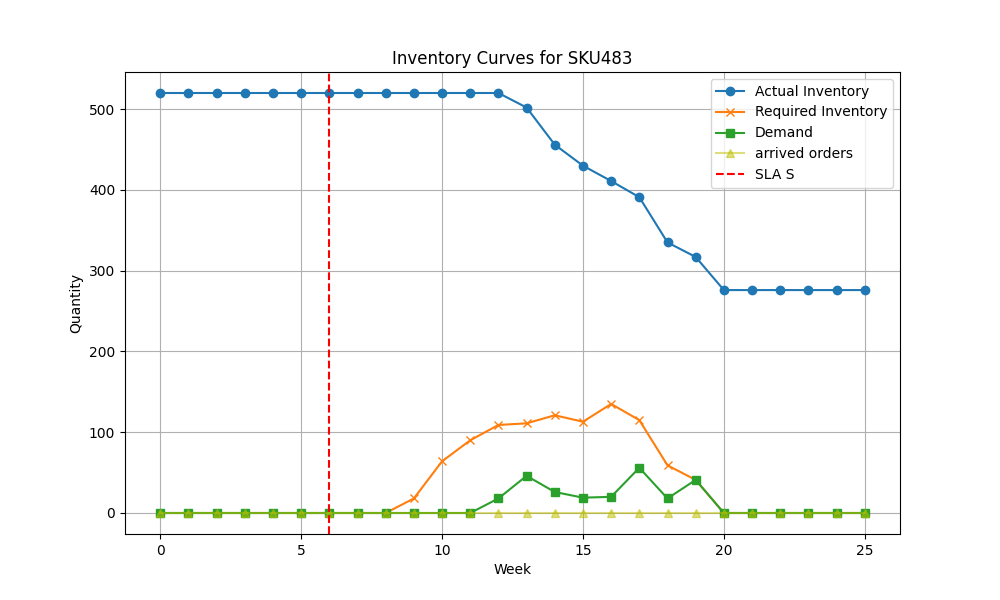 Inventory Curves for SKU483
Actual Inventory
Required Inventory
Demand
arrived orders
SLA S
Quantity
500
400
300
200
100
0
0 5 10 15 20 25
Week